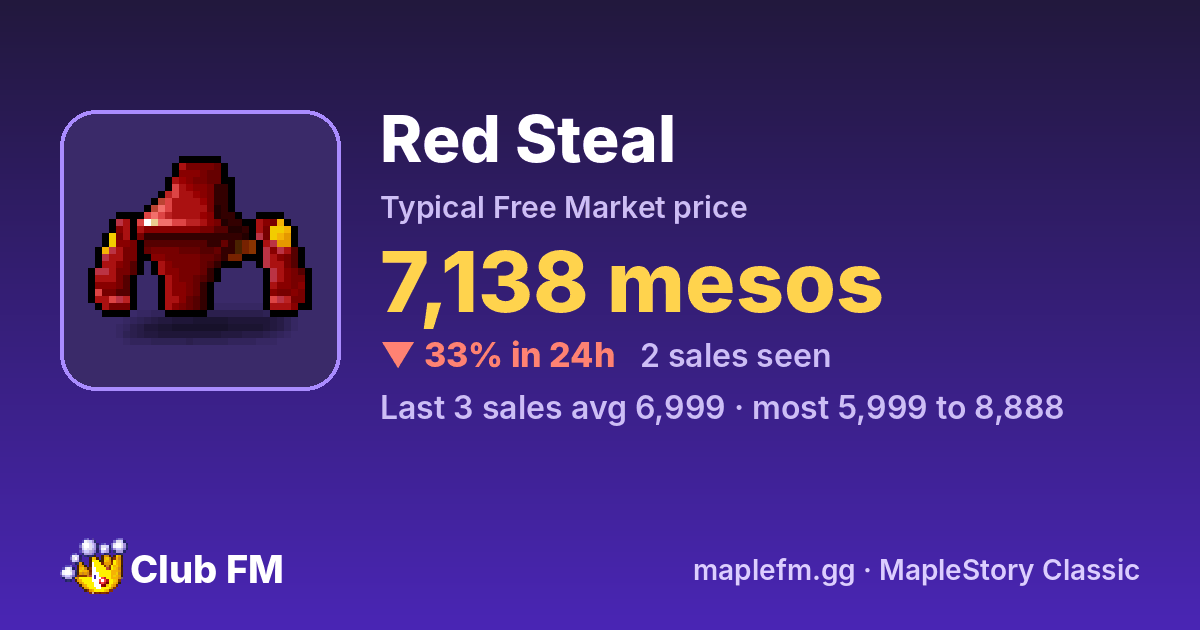 Red Steal
Typical Free Market price
7,138 mesos
▼ 33% in 24h 2 sales seen
Last 3 sales avg 6,999 · most 5,999 to 8,888
Club FM
maplefm.gg · MapleStory Classic